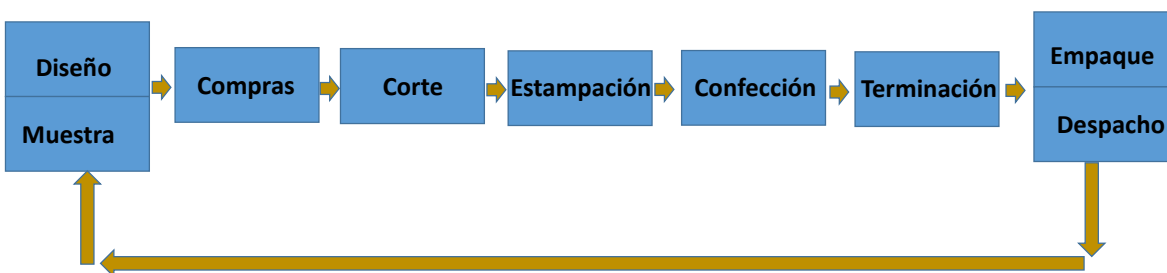 Diseño
Muestra
Compras
Corte
Estampación
Confección
Terminación
Empaque
Despacho